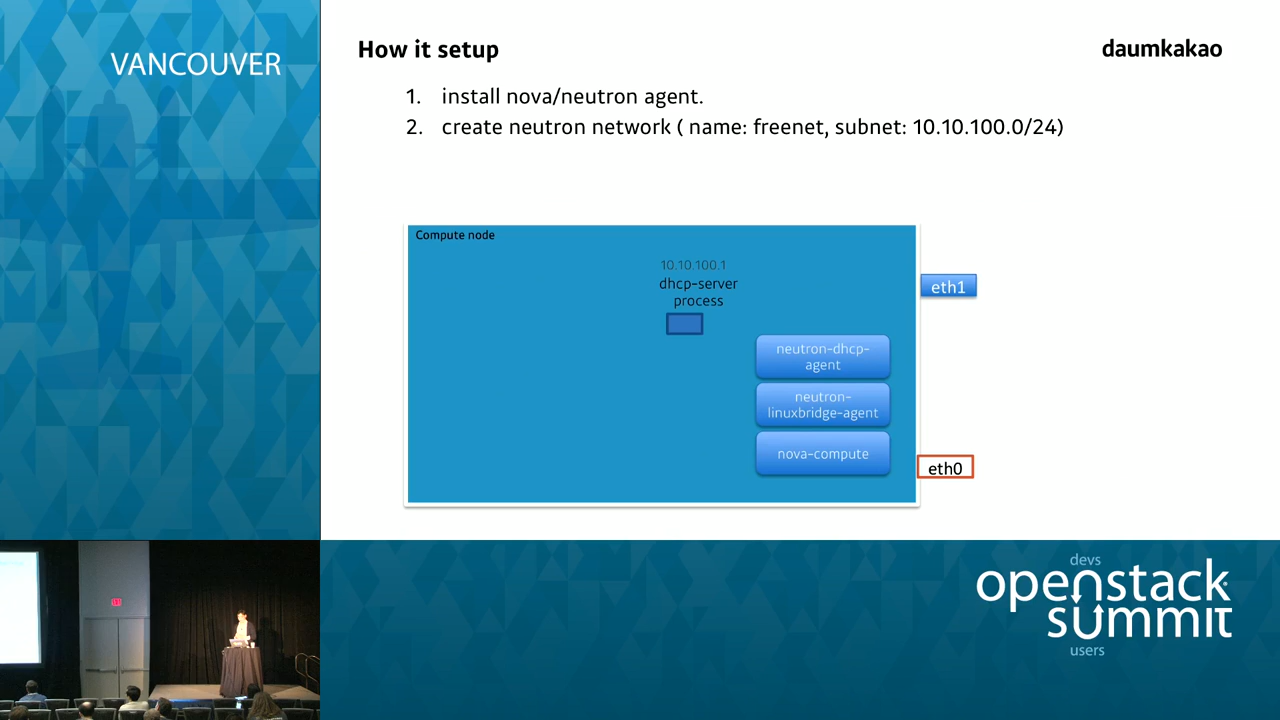 VANCOUVER
How it setup
daumkakao
1. install nova/neutron agent.
2. create neutron network ( name: freenet, subnet: 10.10.100.0/24)
Compute node
10.10.100.1
dhcp-server
process
eth1
neutron-dhcp-
agent
neutron-
linuxbridge-agent
nova-compute
eth0
devs
openstack
summit
users